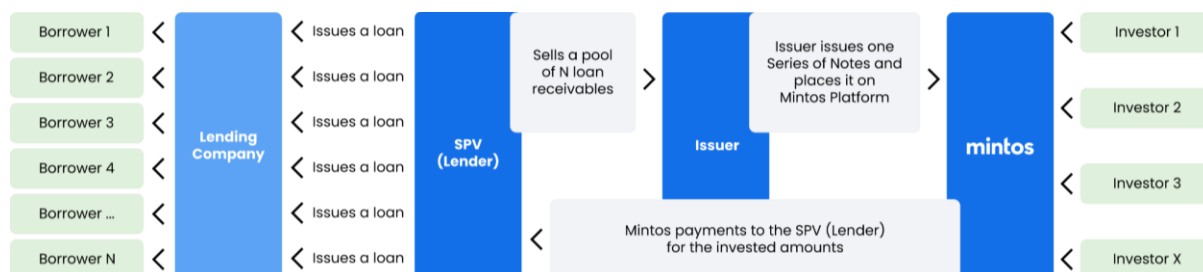 Borrower 1
Borrower 2
Borrower 3
Borrower 4
Borrower ...
Borrower N
Lending
Company
Issues a loan
Issues a loan
Issues a loan
Issues a loan
Issues a loan
Issues a loan
SPV
(Lender)
Sells a pool
of N loan
receivables
Issuer
Issuer issues one
Series of Notes and
places it on
Mintos Platform
Mintos payments to the SPV (Lender)
for the invested amounts
mintos
Investor 1
Investor 2
Investor 3
Investor X